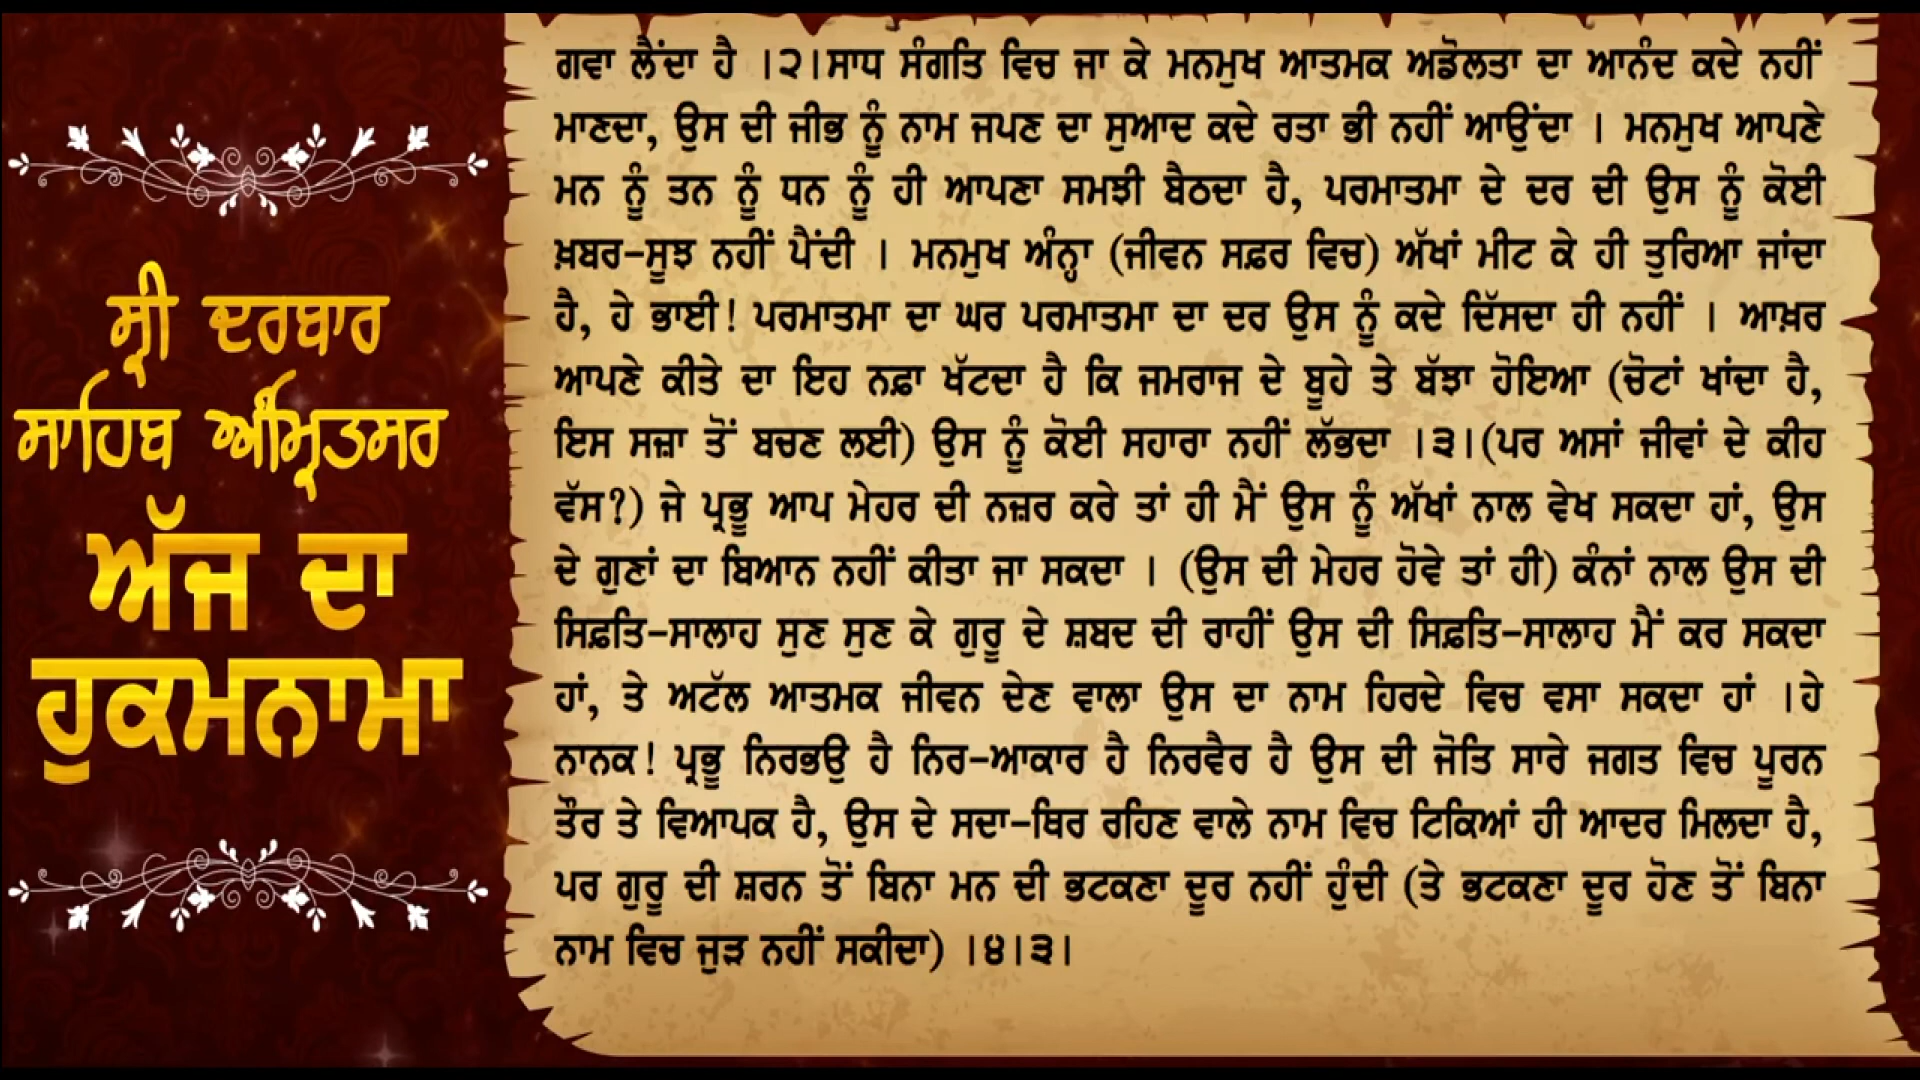 ਸ੍ਰੀ ਦਰਬਾਰ
ਸਾਹਿਬ ਅੰਮ੍ਰਿਤਸਰ
ਅੱਜ ਦਾ
ਹੁਕਮਨਾਮਾ
ਗਵਾ ਲੈਂਦਾ ਹੈ ।੨।ਸਾਧ ਸੰਗਤਿ ਵਿਚ ਜਾ ਕੇ ਮਨਮੁਖ ਆਤਮਕ ਅਡੋਲਤਾ ਦਾ ਆਨੰਦ ਕਦੇ ਨਹੀਂ
ਮਾਣਦਾ, ਉਸ ਦੀ ਜੀਭ ਨੂੰ ਨਾਮ ਜਪਣ ਦਾ ਸੁਆਦ ਕਦੇ ਰਤਾ ਭੀ ਨਹੀਂ ਆਉਂਦਾ । ਮਨਮੁਖ ਆਪਣੇ
ਮਨ ਨੂੰ ਤਨ ਨੂੰ ਧਨ ਨੂੰ ਹੀ ਆਪਣਾ ਸਮਝੀ ਬੈਠਦਾ ਹੈ, ਪਰਮਾਤਮਾ ਦੇ ਦਰ ਦੀ ਉਸ ਨੂੰ ਕੋਈ
ਖ਼ਬਰ-ਸੂਝ ਨਹੀਂ ਪੈਂਦੀ । ਮਨਮੁਖ ਅੰਨ੍ਹਾ (ਜੀਵਨ ਸਫ਼ਰ ਵਿਚ) ਅੱਖਾਂ ਮੀਟ ਕੇ ਹੀ ਤੁਰਿਆ ਜਾਂਦਾ
ਹੈ, ਹੇ ਭਾਈ! ਪਰਮਾਤਮਾ ਦਾ ਘਰ ਪਰਮਾਤਮਾ ਦਾ ਦਰ ਉਸ ਨੂੰ ਕਦੇ ਦਿੱਸਦਾ ਹੀ ਨਹੀਂ । ਆਖ਼ਰ
ਆਪਣੇ ਕੀਤੇ ਦਾ ਇਹ ਨਫ਼ਾ ਖੱਟਦਾ ਹੈ ਕਿ ਜਮਰਾਜ ਦੇ ਬੂਹੇ ਤੇ ਬੱਝਾ ਹੋਇਆ (ਚੋਟਾਂ ਖਾਂਦਾ ਹੈ,
ਇਸ ਸਜ਼ਾ ਤੋਂ ਬਚਣ ਲਈ) ਉਸ ਨੂੰ ਕੋਈ ਸਹਾਰਾ ਨਹੀਂ ਲੱਭਦਾ ।੩।(ਪਰ ਅਸਾਂ ਜੀਵਾਂ ਦੇ ਕੀਹ
ਵੱਸ?) ਜੇ ਪ੍ਰਭੂ ਆਪ ਮੇਹਰ ਦੀ ਨਜ਼ਰ ਕਰੇ ਤਾਂ ਹੀ ਮੈਂ ਉਸ ਨੂੰ ਅੱਖਾਂ ਨਾਲ ਵੇਖ ਸਕਦਾ ਹਾਂ, ਉਸ
ਦੇ ਗੁਣਾਂ ਦਾ ਬਿਆਨ ਨਹੀਂ ਕੀਤਾ ਜਾ ਸਕਦਾ । (ਉਸ ਦੀ ਮੇਹਰ ਹੋਵੇ ਤਾਂ ਹੀ) ਕੰਨਾਂ ਨਾਲ ਉਸ ਦੀ
ਸਿਫ਼ਤਿ-ਸਾਲਾਹ ਸੁਣ ਸੁਣ ਕੇ ਗੁਰੂ ਦੇ ਸ਼ਬਦ ਦੀ ਰਾਹੀਂ ਉਸ ਦੀ ਸਿਫ਼ਤਿ-ਸਾਲਾਹ ਮੈਂ ਕਰ ਸਕਦਾ
ਹਾਂ, ਤੇ ਅਟੱਲ ਆਤਮਕ ਜੀਵਨ ਦੇਣ ਵਾਲਾ ਉਸ ਦਾ ਨਾਮ ਹਿਰਦੇ ਵਿਚ ਵਸਾ ਸਕਦਾ ਹਾਂ ।ਹੇ
ਨਾਨਕ! ਪ੍ਰਭੂ ਨਿਰਭਉ ਹੈ ਨਿਰ-ਆਕਾਰ ਹੈ ਨਿਰਵੈਰ ਹੈ ਉਸ ਦੀ ਜੋਤਿ ਸਾਰੇ ਜਗਤ ਵਿਚ ਪੂਰਨ
ਤੌਰ ਤੇ ਵਿਆਪਕ ਹੈ, ਉਸ ਦੇ ਸਦਾ-ਥਿਰ ਰਹਿਣ ਵਾਲੇ ਨਾਮ ਵਿਚ ਟਿਕਿਆਂ ਹੀ ਆਦਰ ਮਿਲਦਾ ਹੈ,
ਪਰ ਗੁਰੂ ਦੀ ਸ਼ਰਨ ਤੋਂ ਬਿਨਾ ਮਨ ਦੀ ਭਟਕਣਾ ਦੂਰ ਨਹੀਂ ਹੁੰਦੀ (ਤੇ ਭਟਕਣਾ ਦੂਰ ਹੋਣ ਤੋਂ ਬਿਨਾ
ਨਾਮ ਵਿਚ ਜੁੜ ਨਹੀਂ ਸਕੀਦਾ) ।੪।੩।